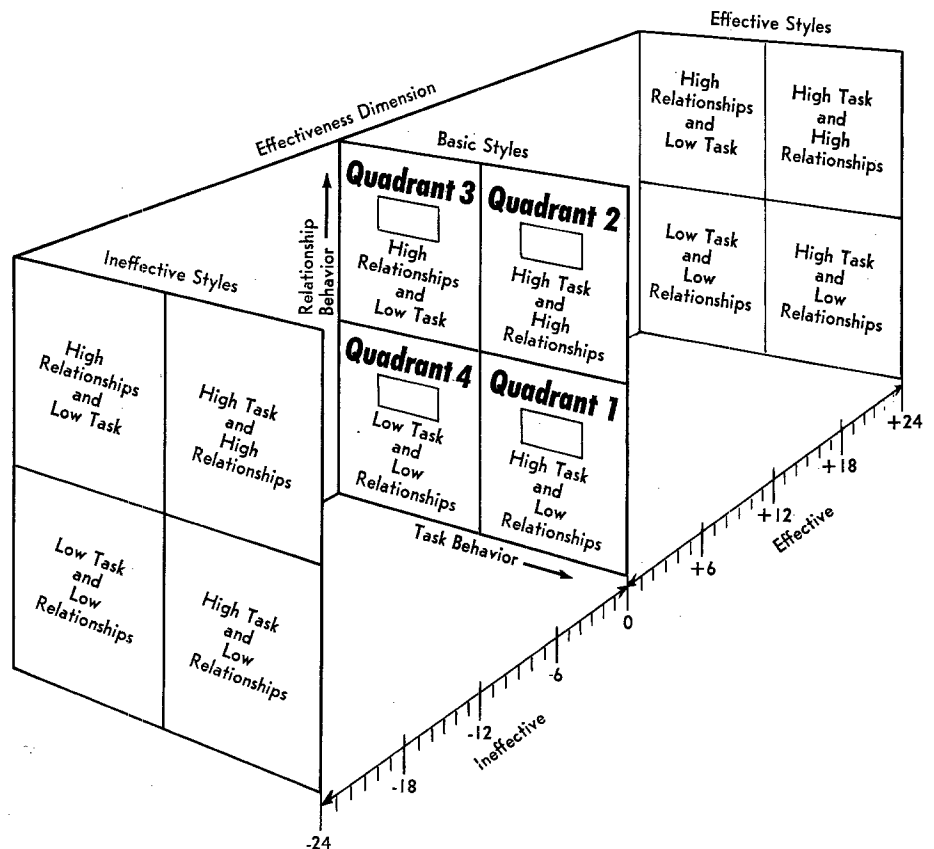 Effective Styles
High
Relationships
and
Low Task
High Task
and
High
Relationships
Low Task
and
Low
Relationships
High Task
and
Low
Relationships
Effectiveness Dimension
Basic Styles
Relationship
Behavior
Quadrant 3
High
Relationships
and
Low Task
Quadrant 2
High Task
and
High
Relationships
Quadrant 4
Low Task
and
Low
Relationships
Quadrant 1
High Task
and
Low
Relationships
Task Behavior
Ineffective Styles
High
Relationships
and
Low Task
High Task
and
High
Relationships
Low Task
and
Low
Relationships
High Task
and
Low
Relationships
+24
+18
+12
+6
Effective
0
-6
-12
-18
-24
Ineffective